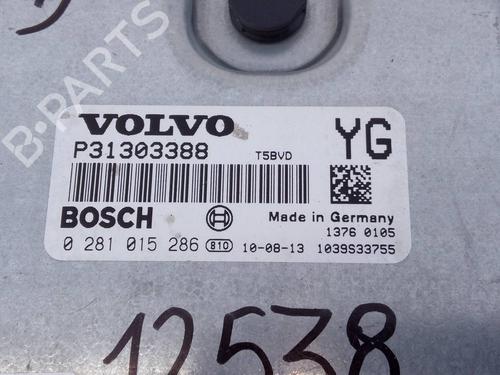 B-PARTS
VOLVO
YG
P31303388 T5BVD
BOSCH
Made in Germany
1376 0105
0 281 015 286 810 10-08-13 1039S33755
12538